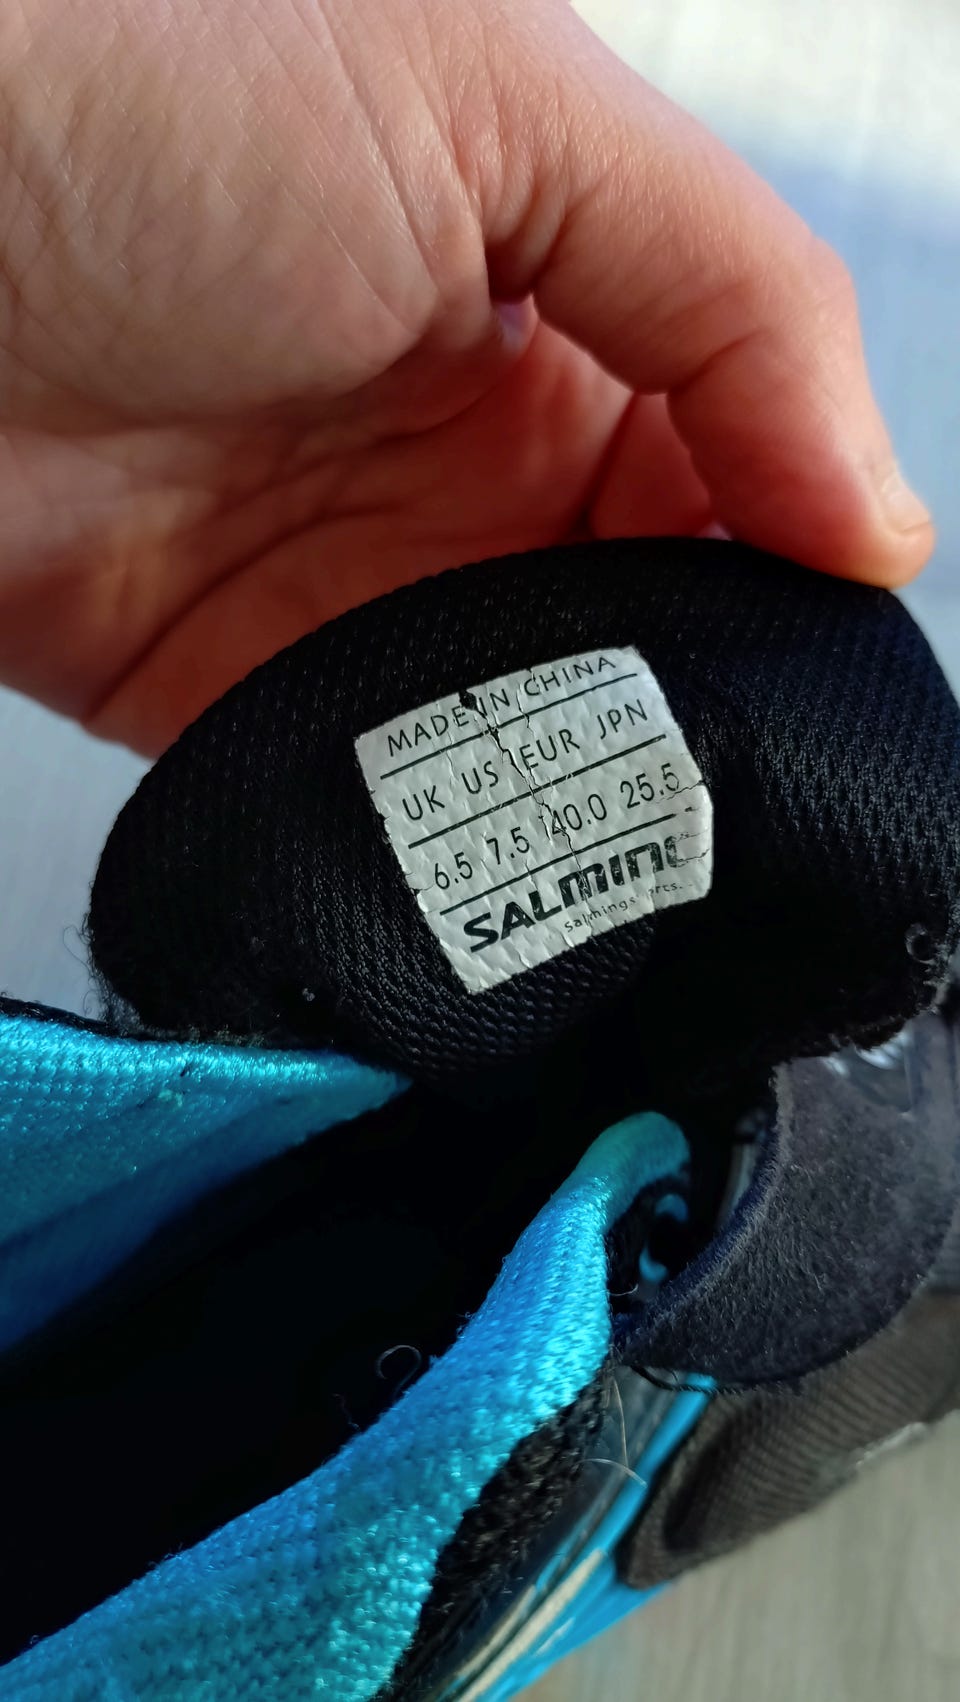 MADE IN CHINA
UK US EUR JPN
6.5 7.5 40.0 25.5
SALMING